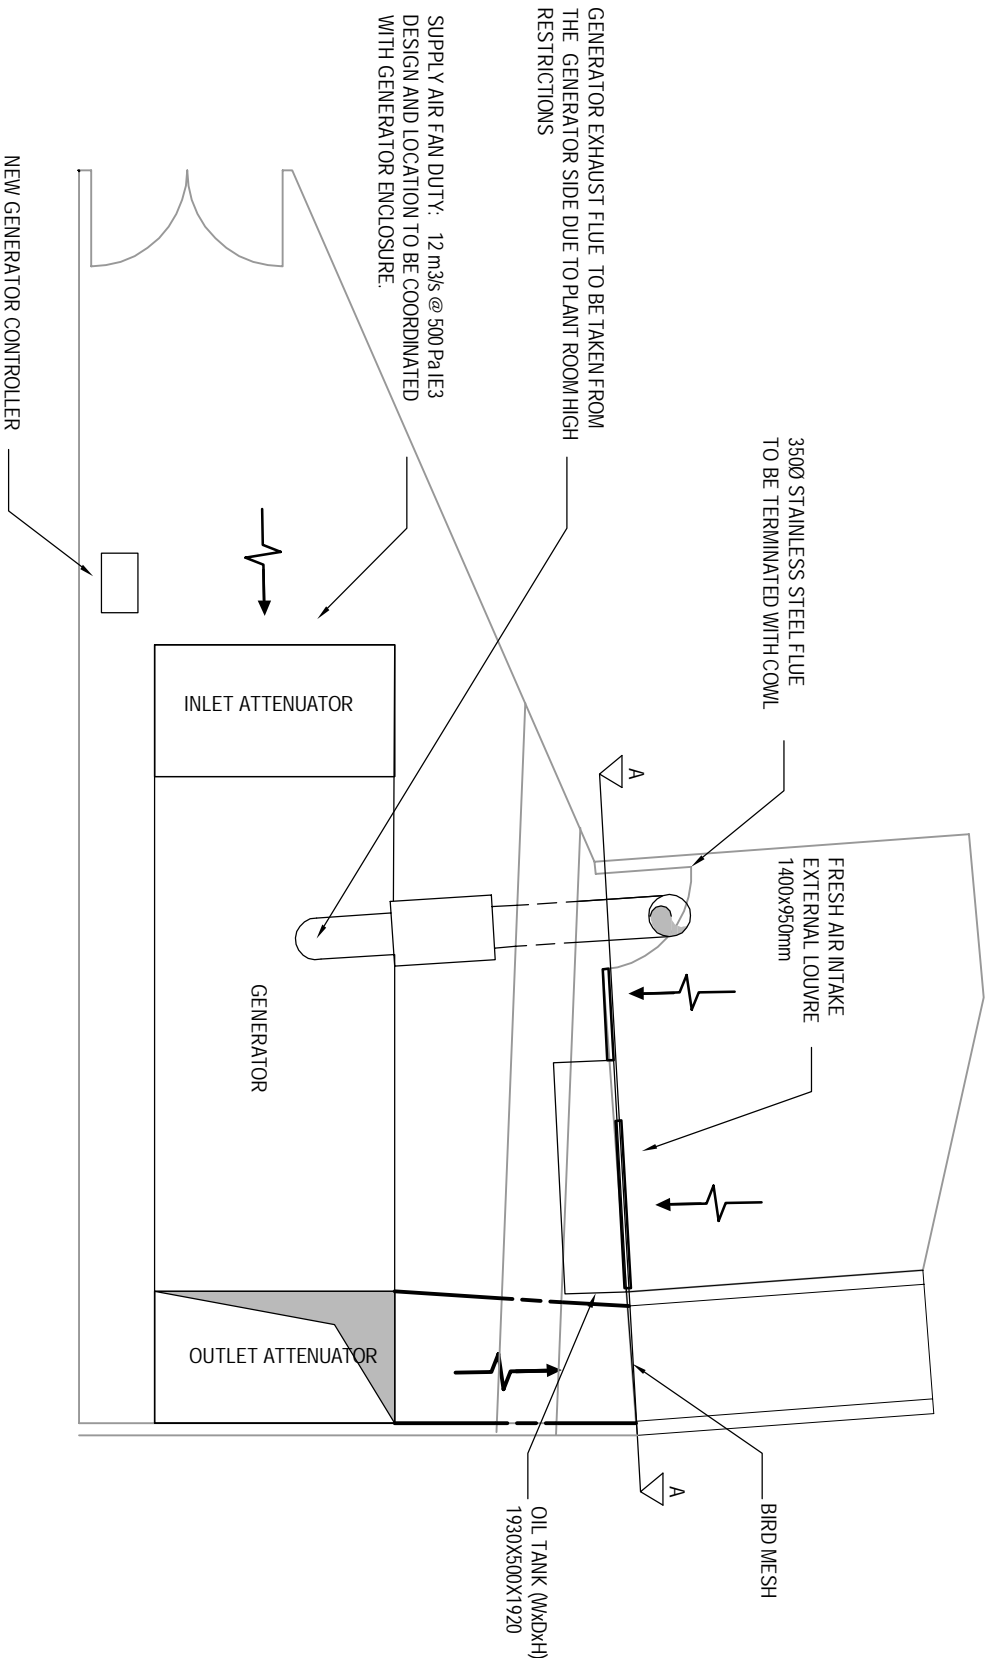 GENERATOR EXHAUST FLUE TO BE TAKEN FROM
THE GENERATOR SIDE DUE TO PLANT ROOM HIGH
RESTRICTIONS
SUPPLY AIR FAN DUTY: 12 m3/s @ 500 Pa IE3
DESIGN AND LOCATION TO BE COORDINATED
WITH GENERATOR ENCLOSURE.
NEW GENERATOR CONTROLLER
350Ø STAINLESS STEEL FLUE
TO BE TERMINATED WITH COWL
A
FRESH AIR INTAKE
EXTERNAL LOUVRE
1400x950mm
INLET ATTENUATOR
GENERATOR
OUTLET ATTENUATOR
A
BIRD MESH
OIL TANK (WxDxH)
1930X500X1920